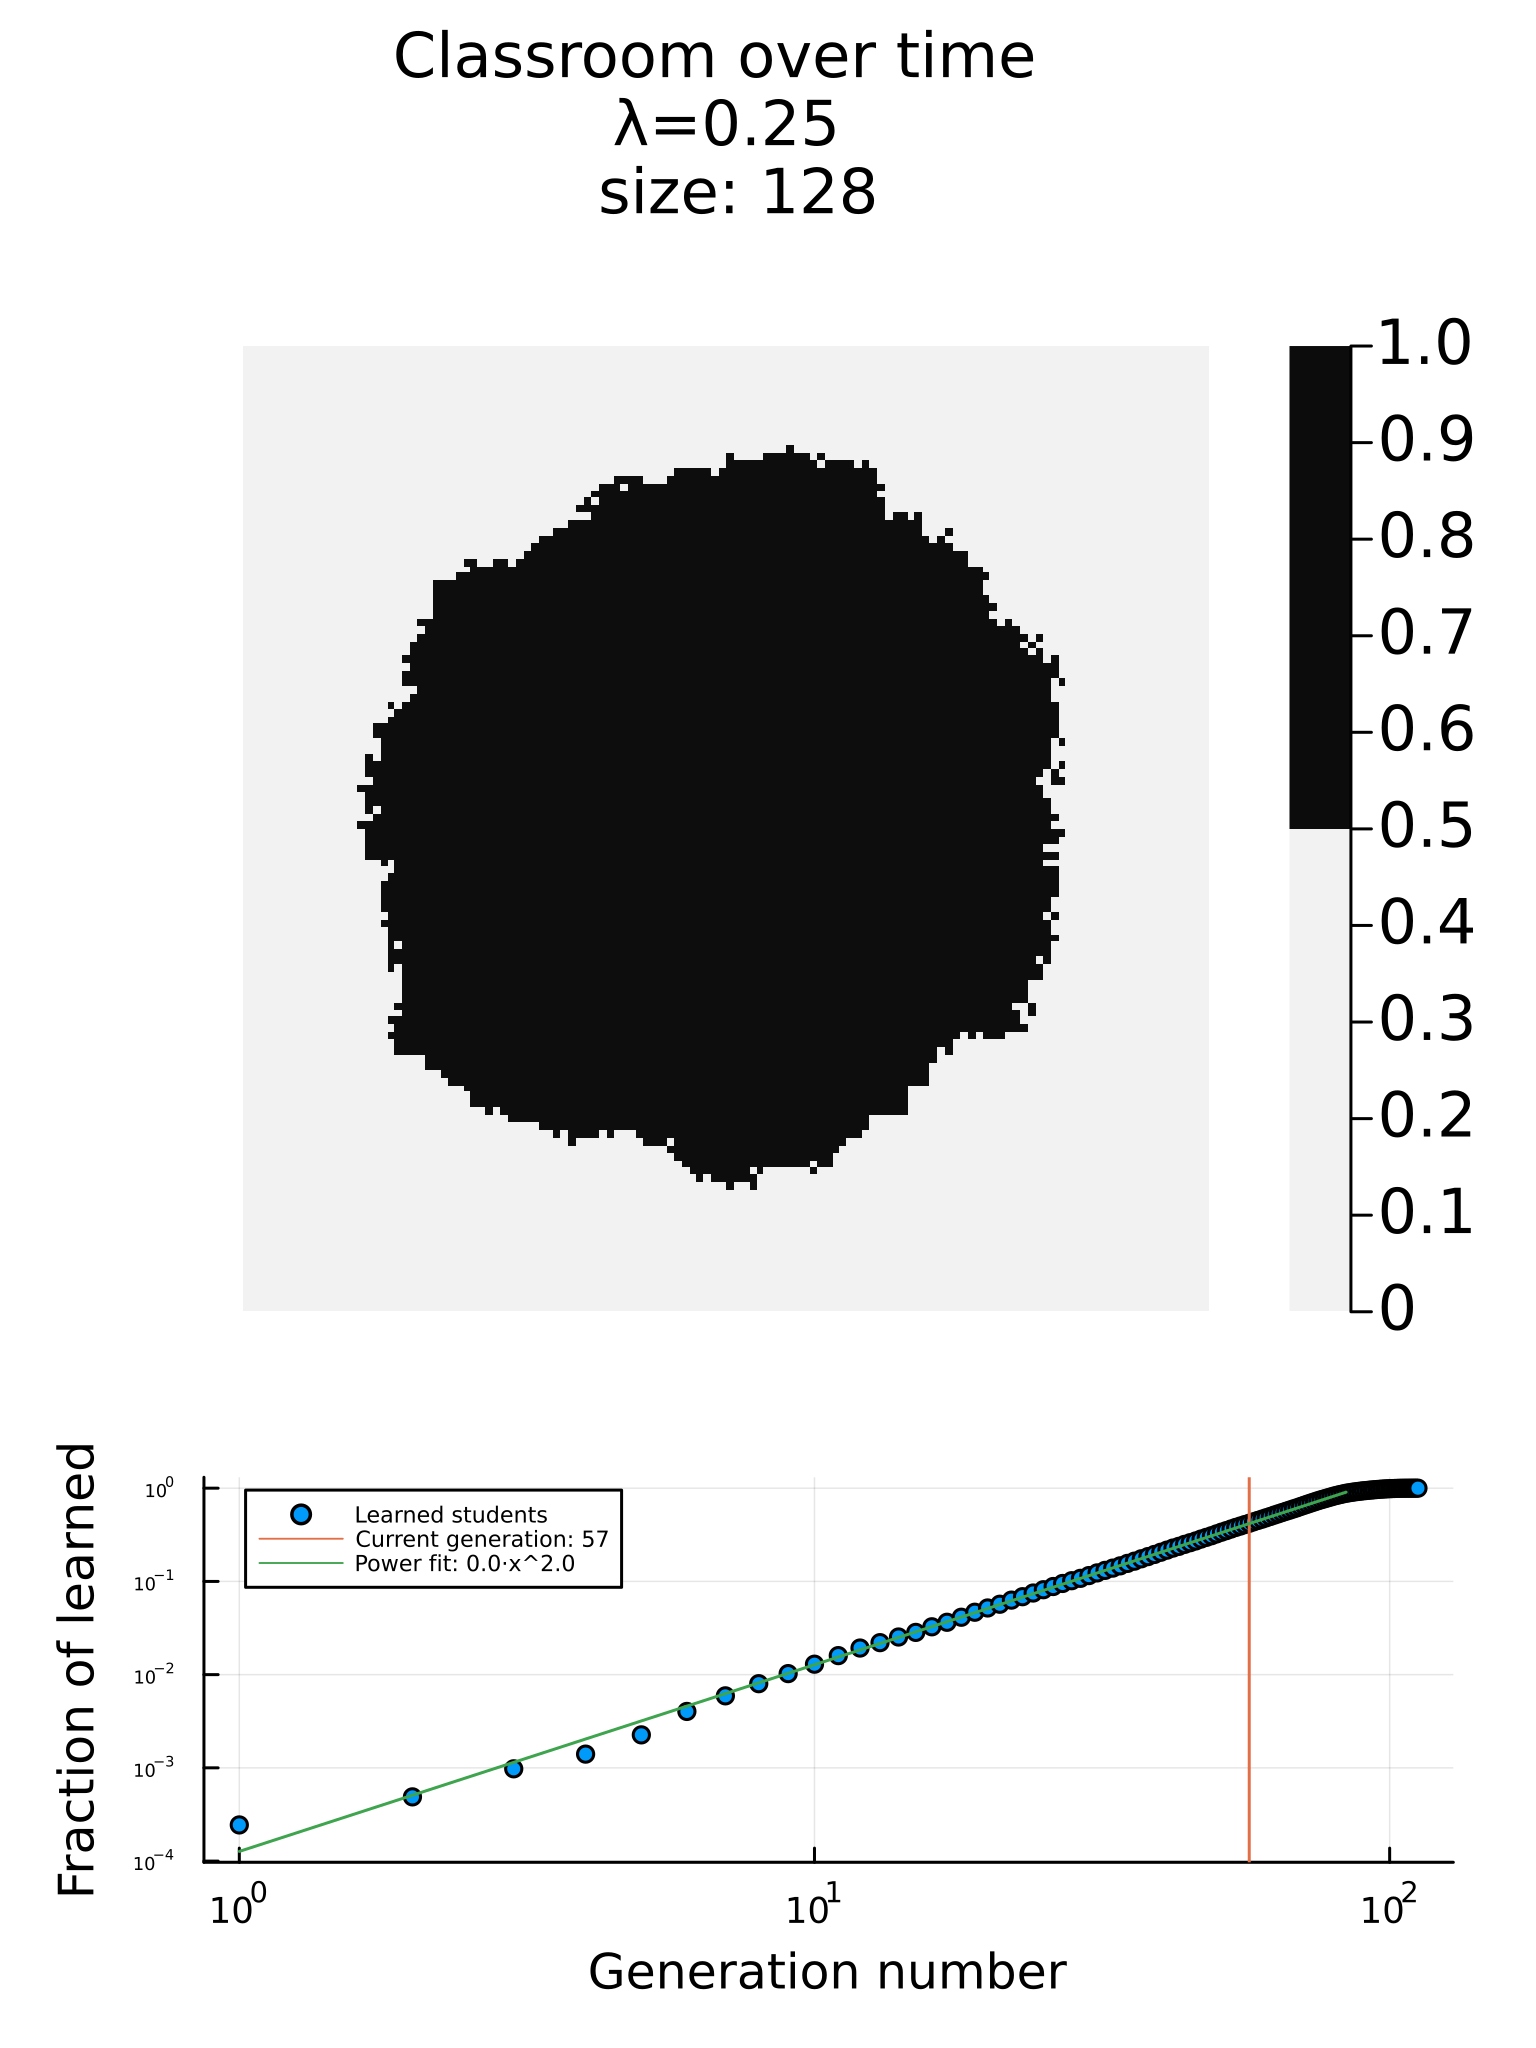 Classroom over time
λ=0.25
size: 128
1.0
0.9
0.8
0.7
0.6
0.5
0.4
0.3
0.2
0.1
0
Fraction of learned
10^0
10^-1
10^-2
10^-3
10^-4
Learned students
Current generation: 57
Power fit: 0.0·x^2.0
10^0
10^1
10^2
Generation number